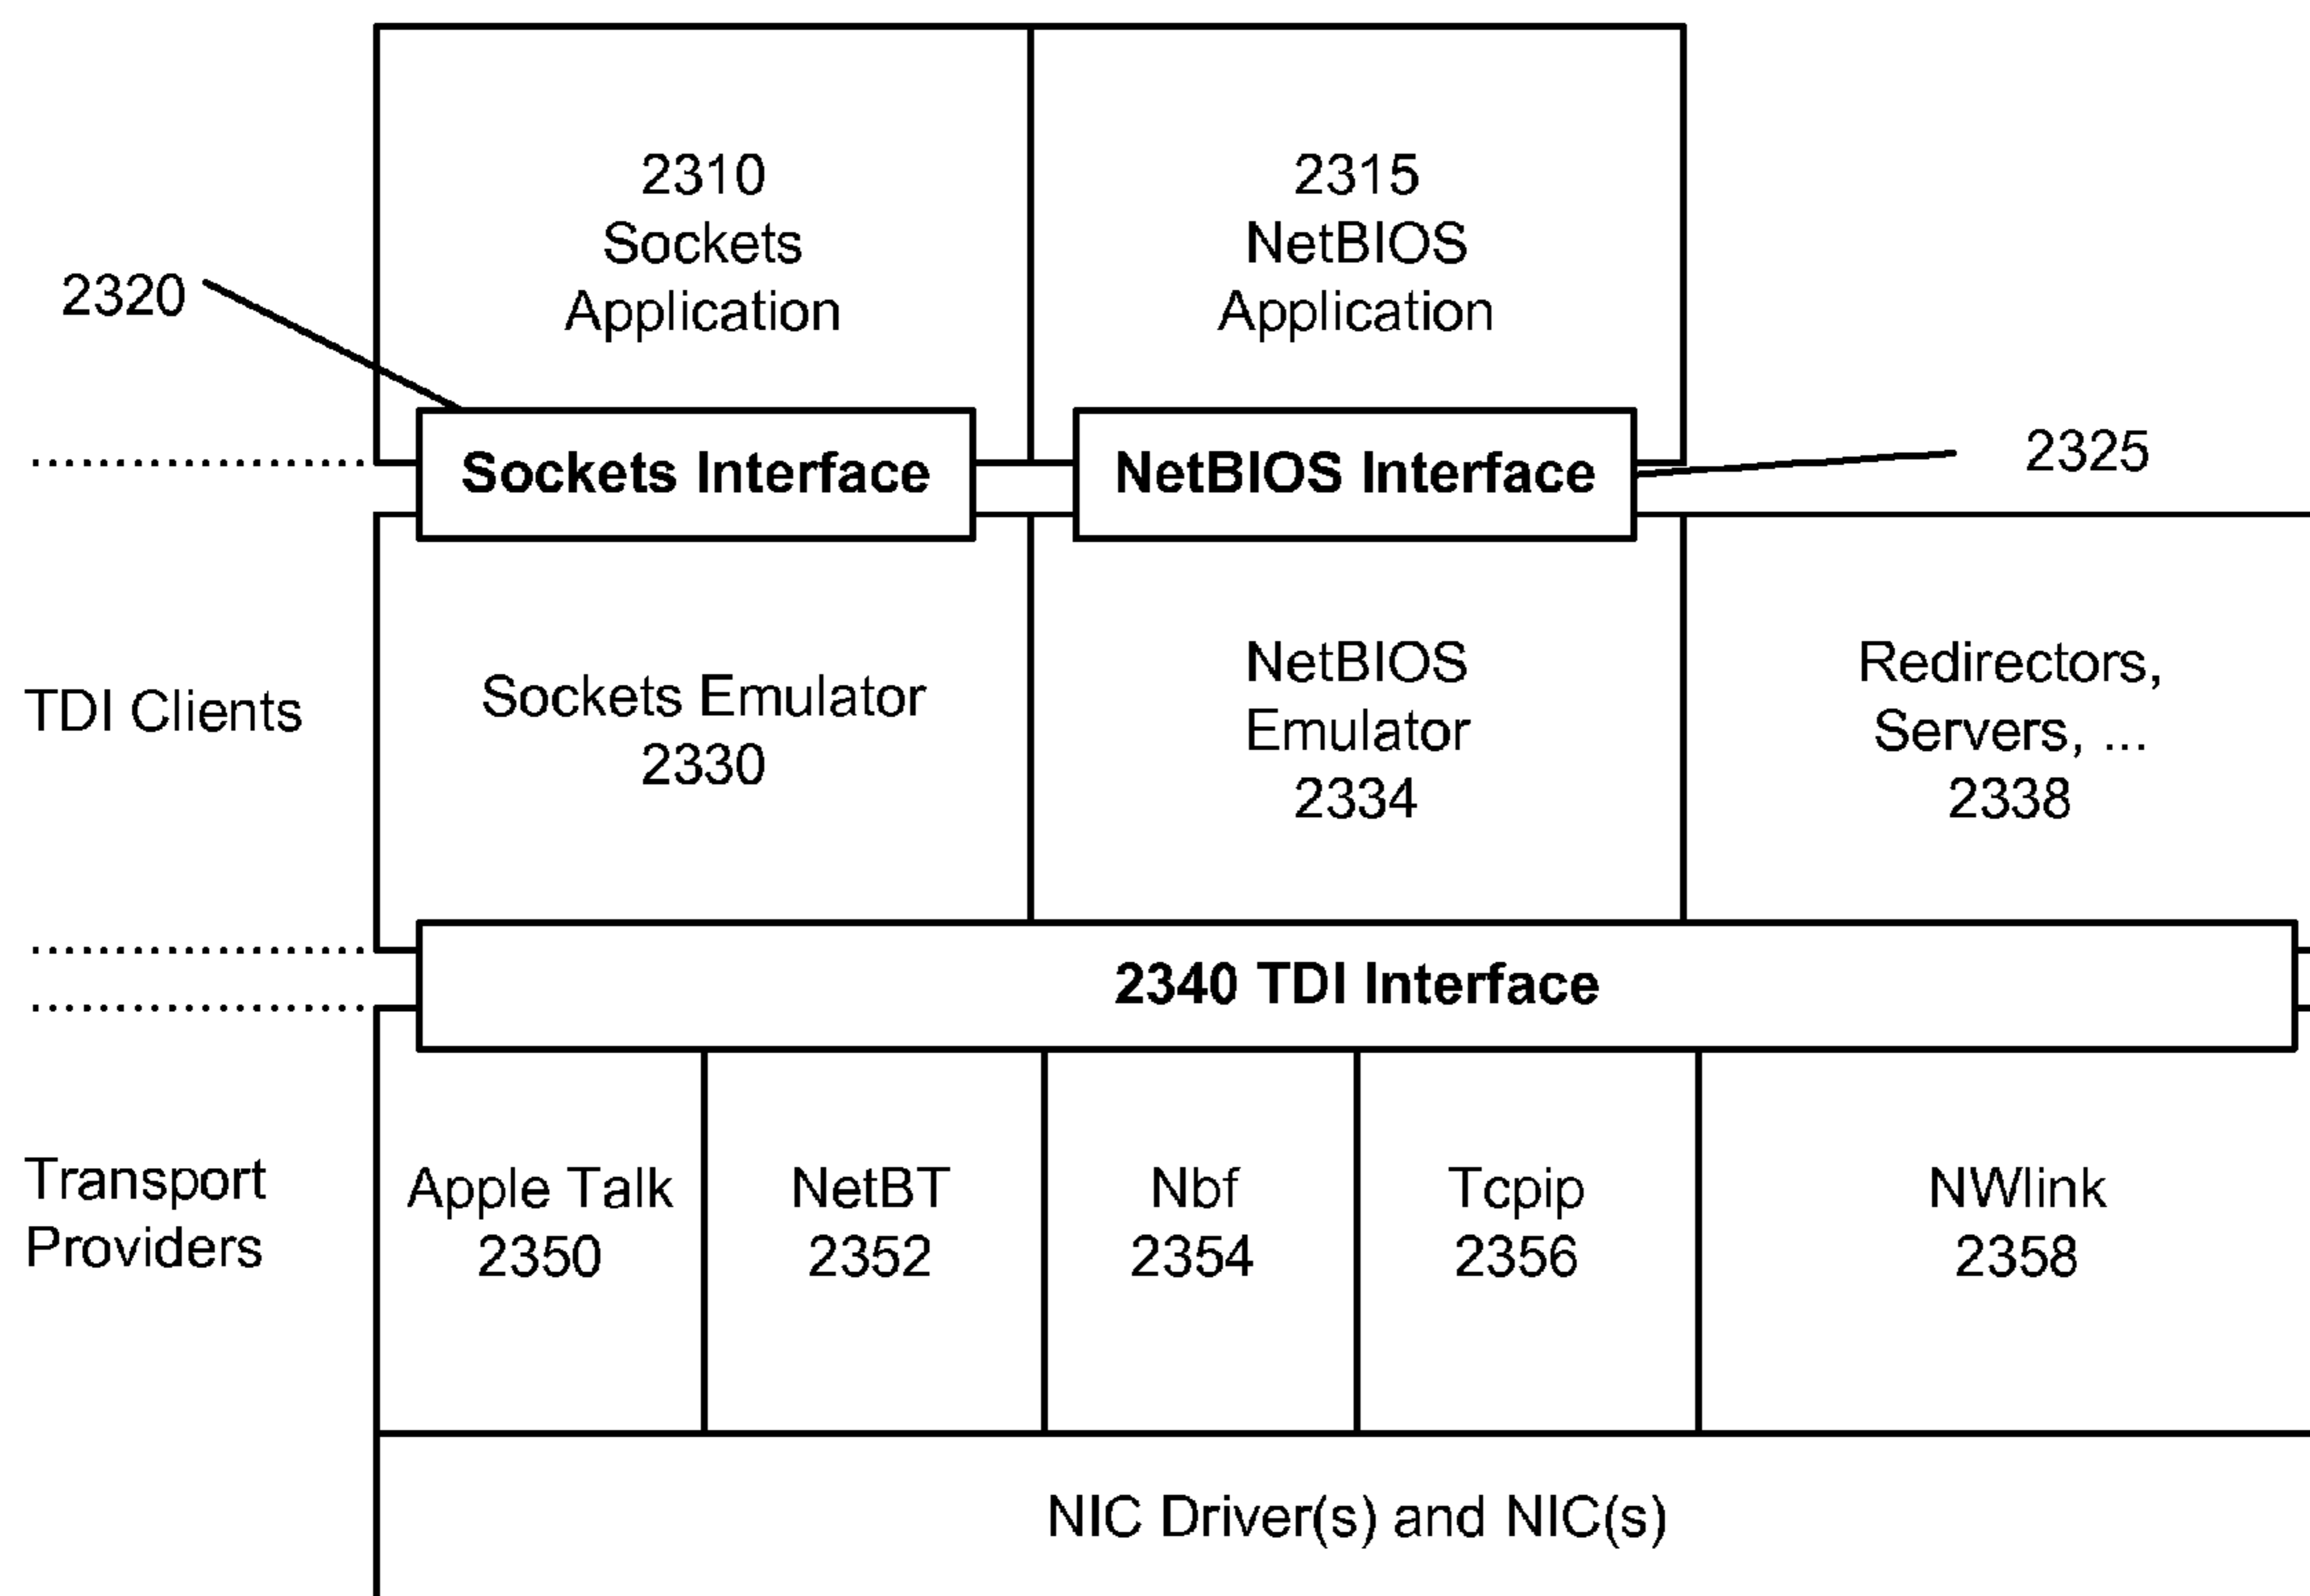 2310
Sockets
Application
2315
NetBIOS
Application
2320
Sockets Interface
NetBIOS Interface
2325
TDI Clients
Sockets Emulator
2330
NetBIOS
Emulator
2334
Redirectors,
Servers, ...
2338
2340 TDI Interface
Transport
Providers
Apple Talk
2350
NetBT
2352
Nbf
2354
Tcpip
2356
NWlink
2358
NIC Driver(s) and NIC(s)